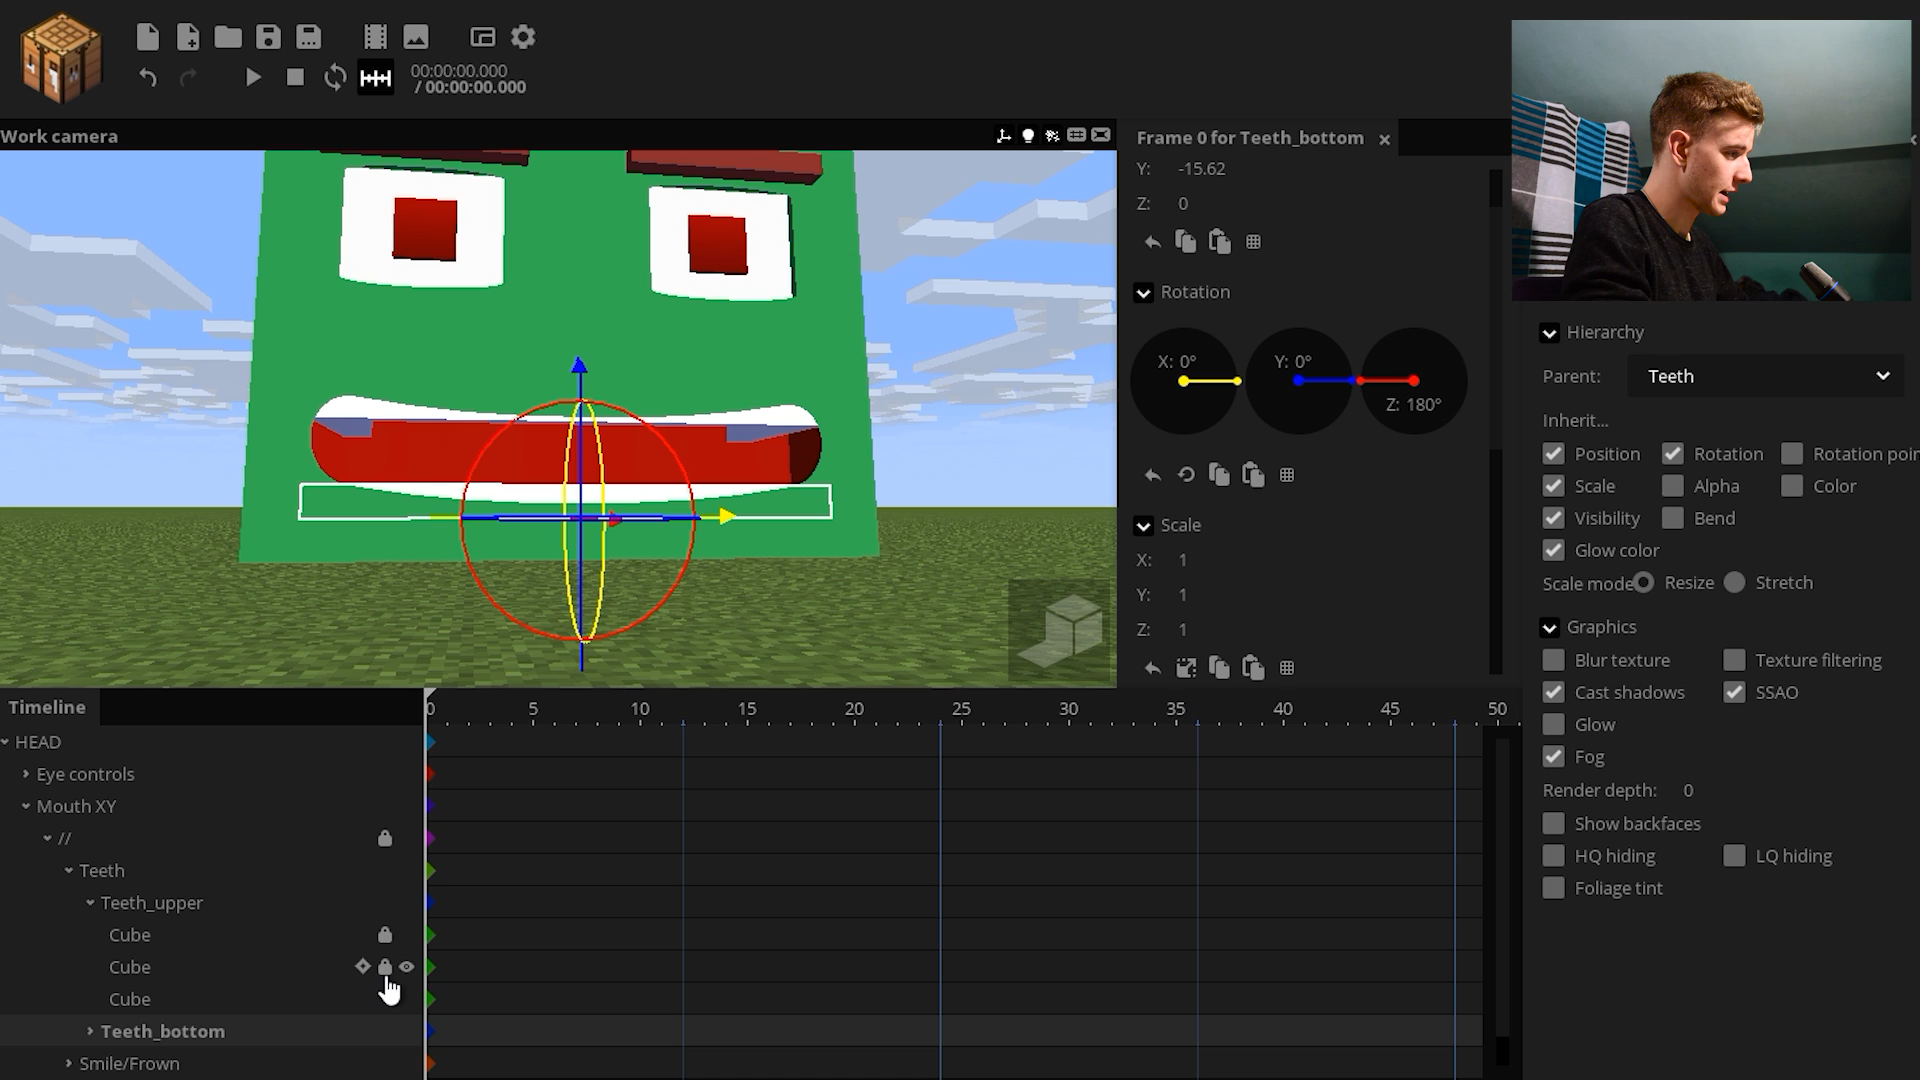 00:00:00.000
/ 00:00:00.000
Work camera
Frame 0 for Teeth_bottom
Y: -15.62
Z: 0
Rotation
X: 0°
Y: 0°
Z: 180°
Scale
X: 1
Y: 1
Z: 1
Hierarchy
Parent: Teeth
Inherit...
Position Rotation Rotation poin
Scale Alpha Color
Visibility Bend
Glow color
Scale mode Resize Stretch
Graphics
Blur texture Texture filtering
Cast shadows SSAO
Glow
Fog
Render depth: 0
Show backfaces
HQ hiding LQ hiding
Foliage tint
Timeline
0 5 10 15 20 25 30 35 40 45 50
HEAD
Eye controls
Mouth XY
//
Teeth
Teeth_upper
Cube
Cube
Cube
Teeth_bottom
Smile/Frown